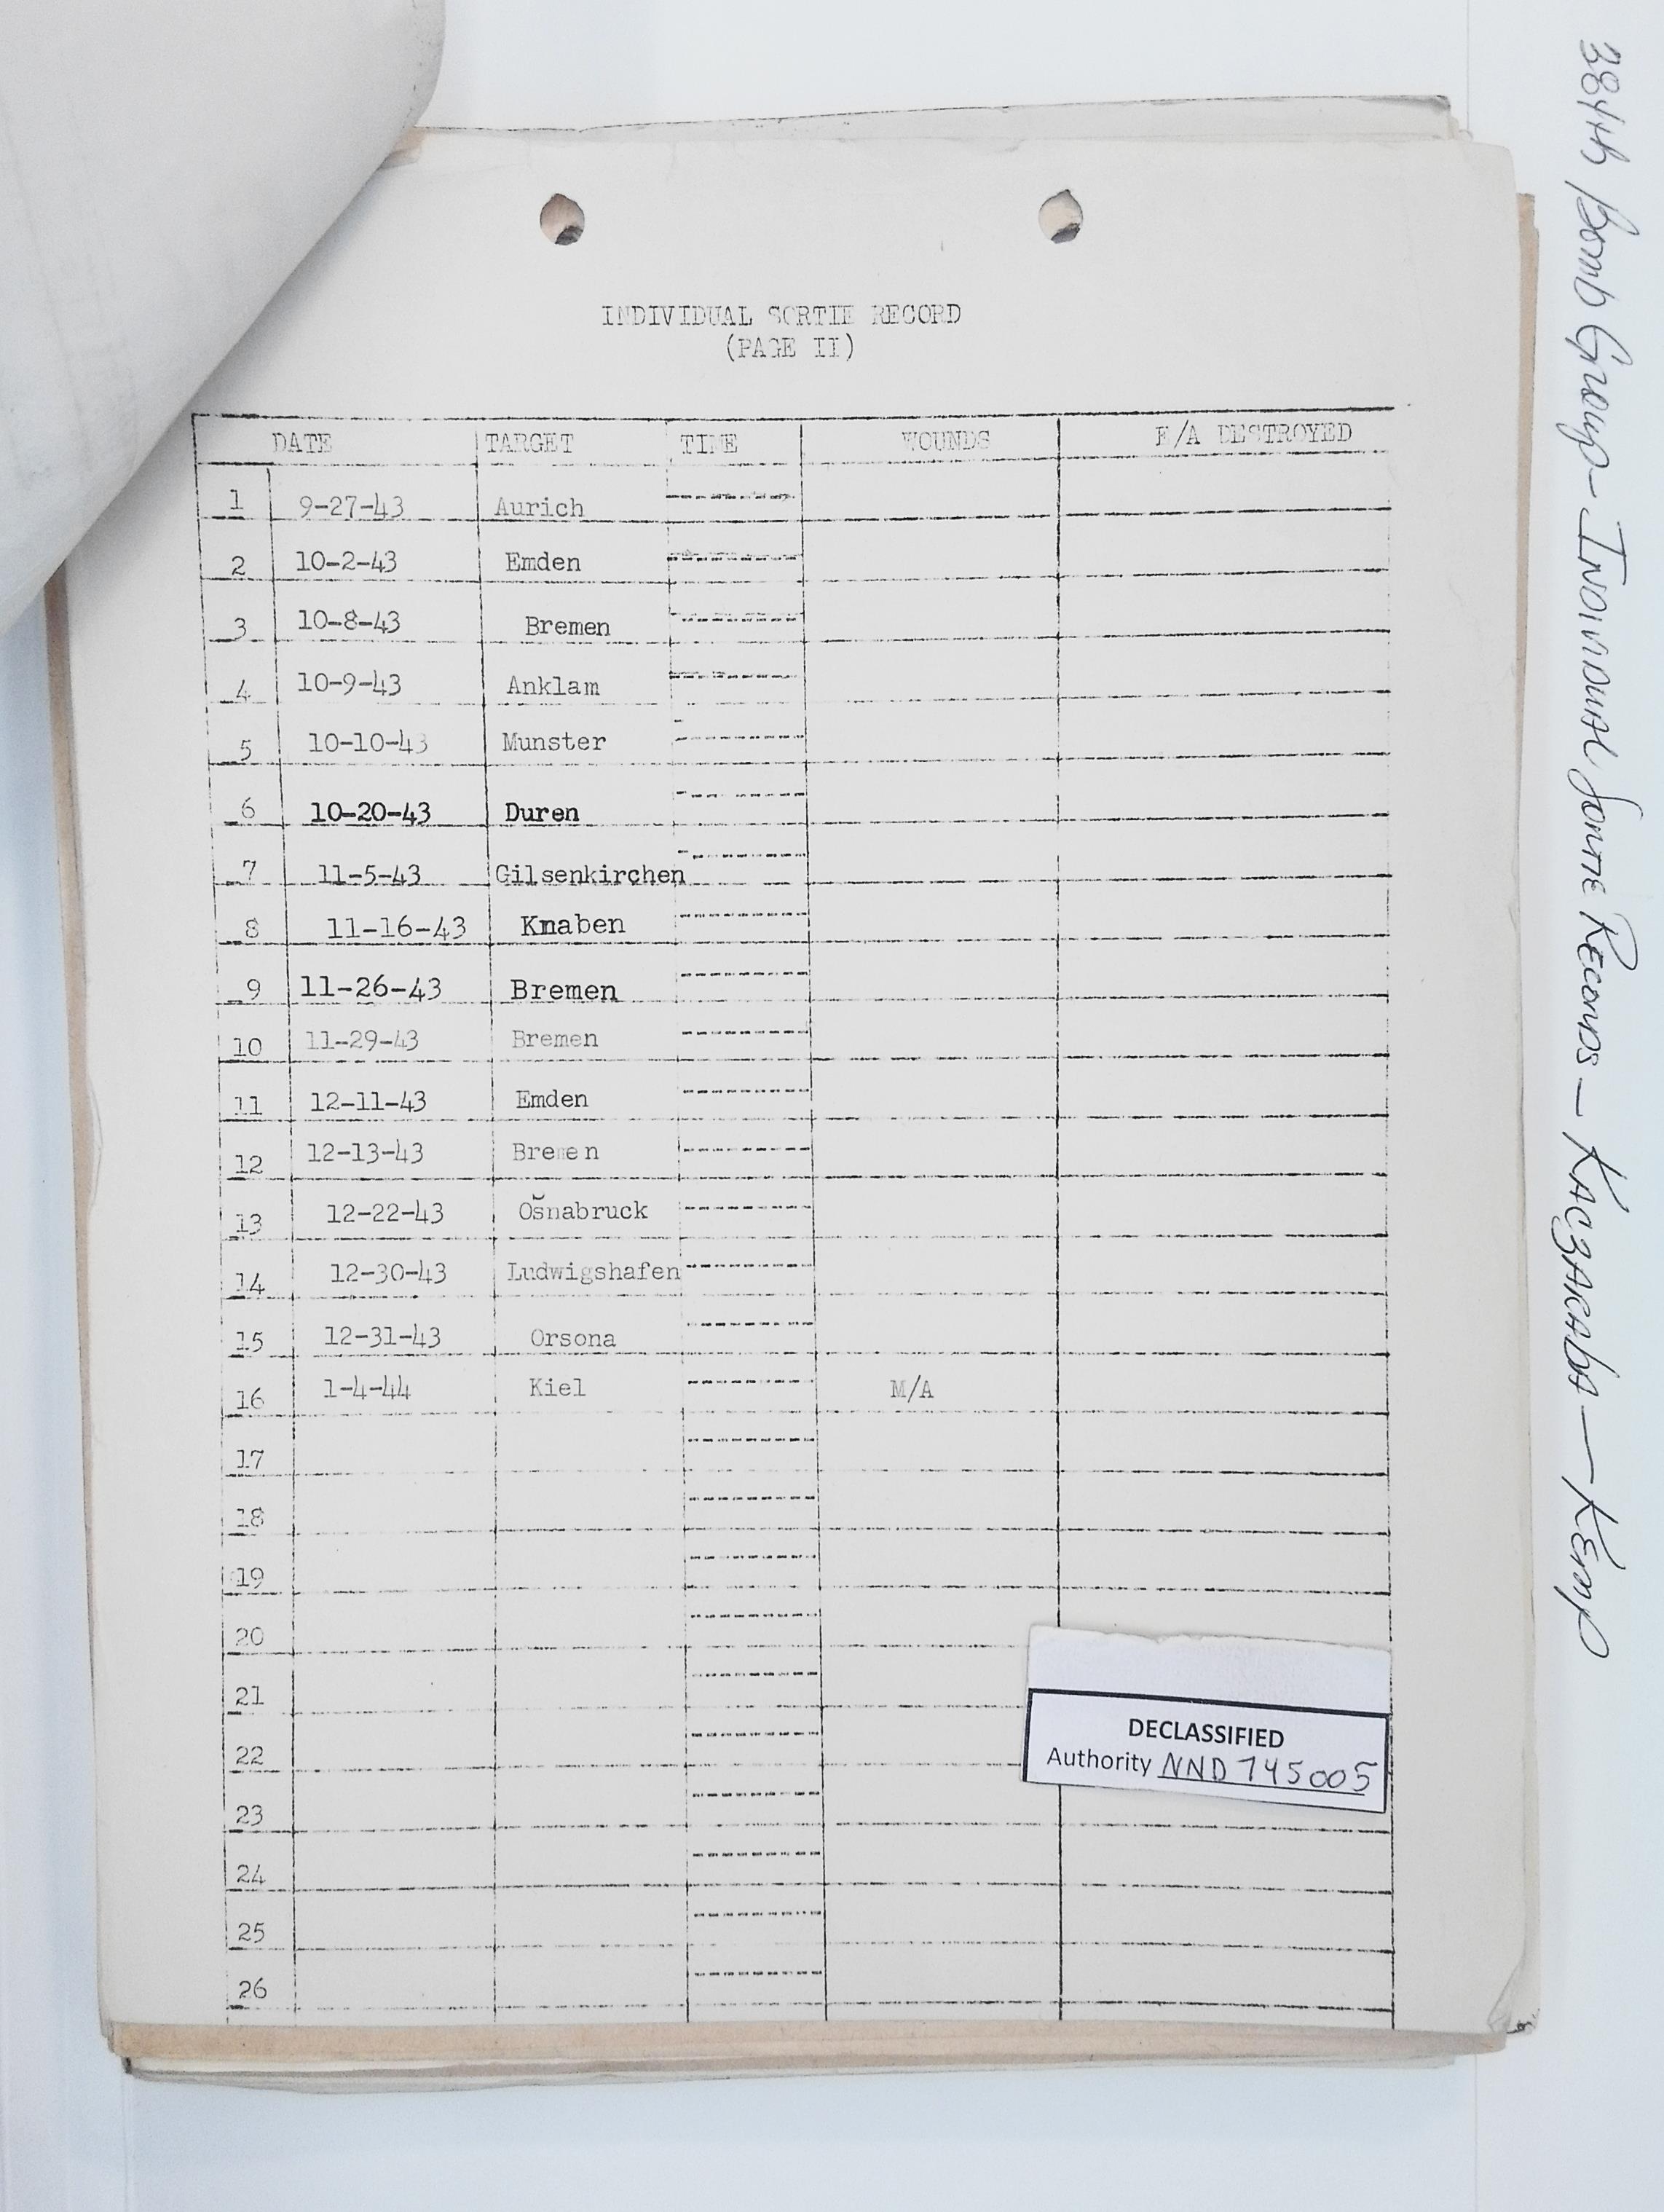 INDIVIDUAL SORTIE RECORD
(PAGE II)
DATE TARGET TIME WOUNDS E/A DESTROYED
1 9-27-43 Aurich
2 10-2-43 Emden
3 10-8-43 Bremen
4 10-9-43 Anklam
5 10-10-43 Munster
6 10-20-43 Duren
7 11-5-43 Gilsenkirchen
8 11-16-43 Knaben
9 11-26-43 Bremen
10 11-29-43 Bremen
11 12-11-43 Emden
12 12-13-43 Bremen
13 12-22-43 Osnabruck
14 12-30-43 Ludwigshafen
15 12-31-43 Orsona
16 1-4-44 Kiel M/A
17
18
19
20
21
22
23
24
25
26
DECLASSIFIED
Authority NND 745005
384th Bomb Group - Individual Sortie Records - Kaczaraba - Kemp